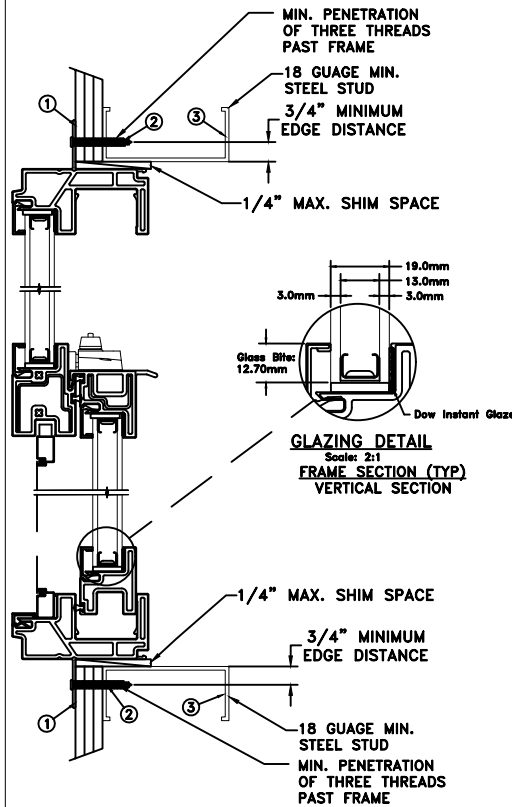 MIN. PENETRATION
OF THREE THREADS
PAST FRAME
18 GUAGE MIN.
STEEL STUD
1
2
3
3/4" MINIMUM
EDGE DISTANCE
1/4" MAX. SHIM SPACE
19.0mm
13.0mm
3.0mm
3.0mm
Glass Bite:
12.70mm
Dow Instant Glaze
GLAZING DETAIL
Scale: 2:1
FRAME SECTION (TYP)
VERTICAL SECTION
1/4" MAX. SHIM SPACE
3/4" MINIMUM
EDGE DISTANCE
1
2
3
18 GUAGE MIN.
STEEL STUD
MIN. PENETRATION
OF THREE THREADS
PAST FRAME